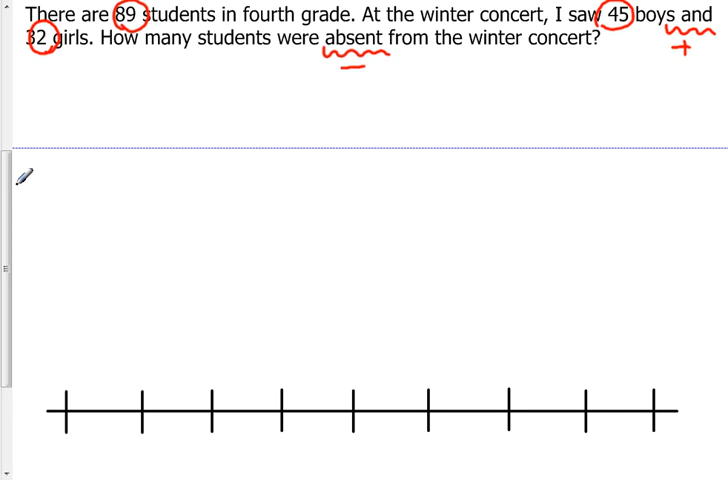 There are 89 students in fourth grade. At the winter concert, I saw 45 boys and
32 girls. How many students were absent from the winter concert?
+
−